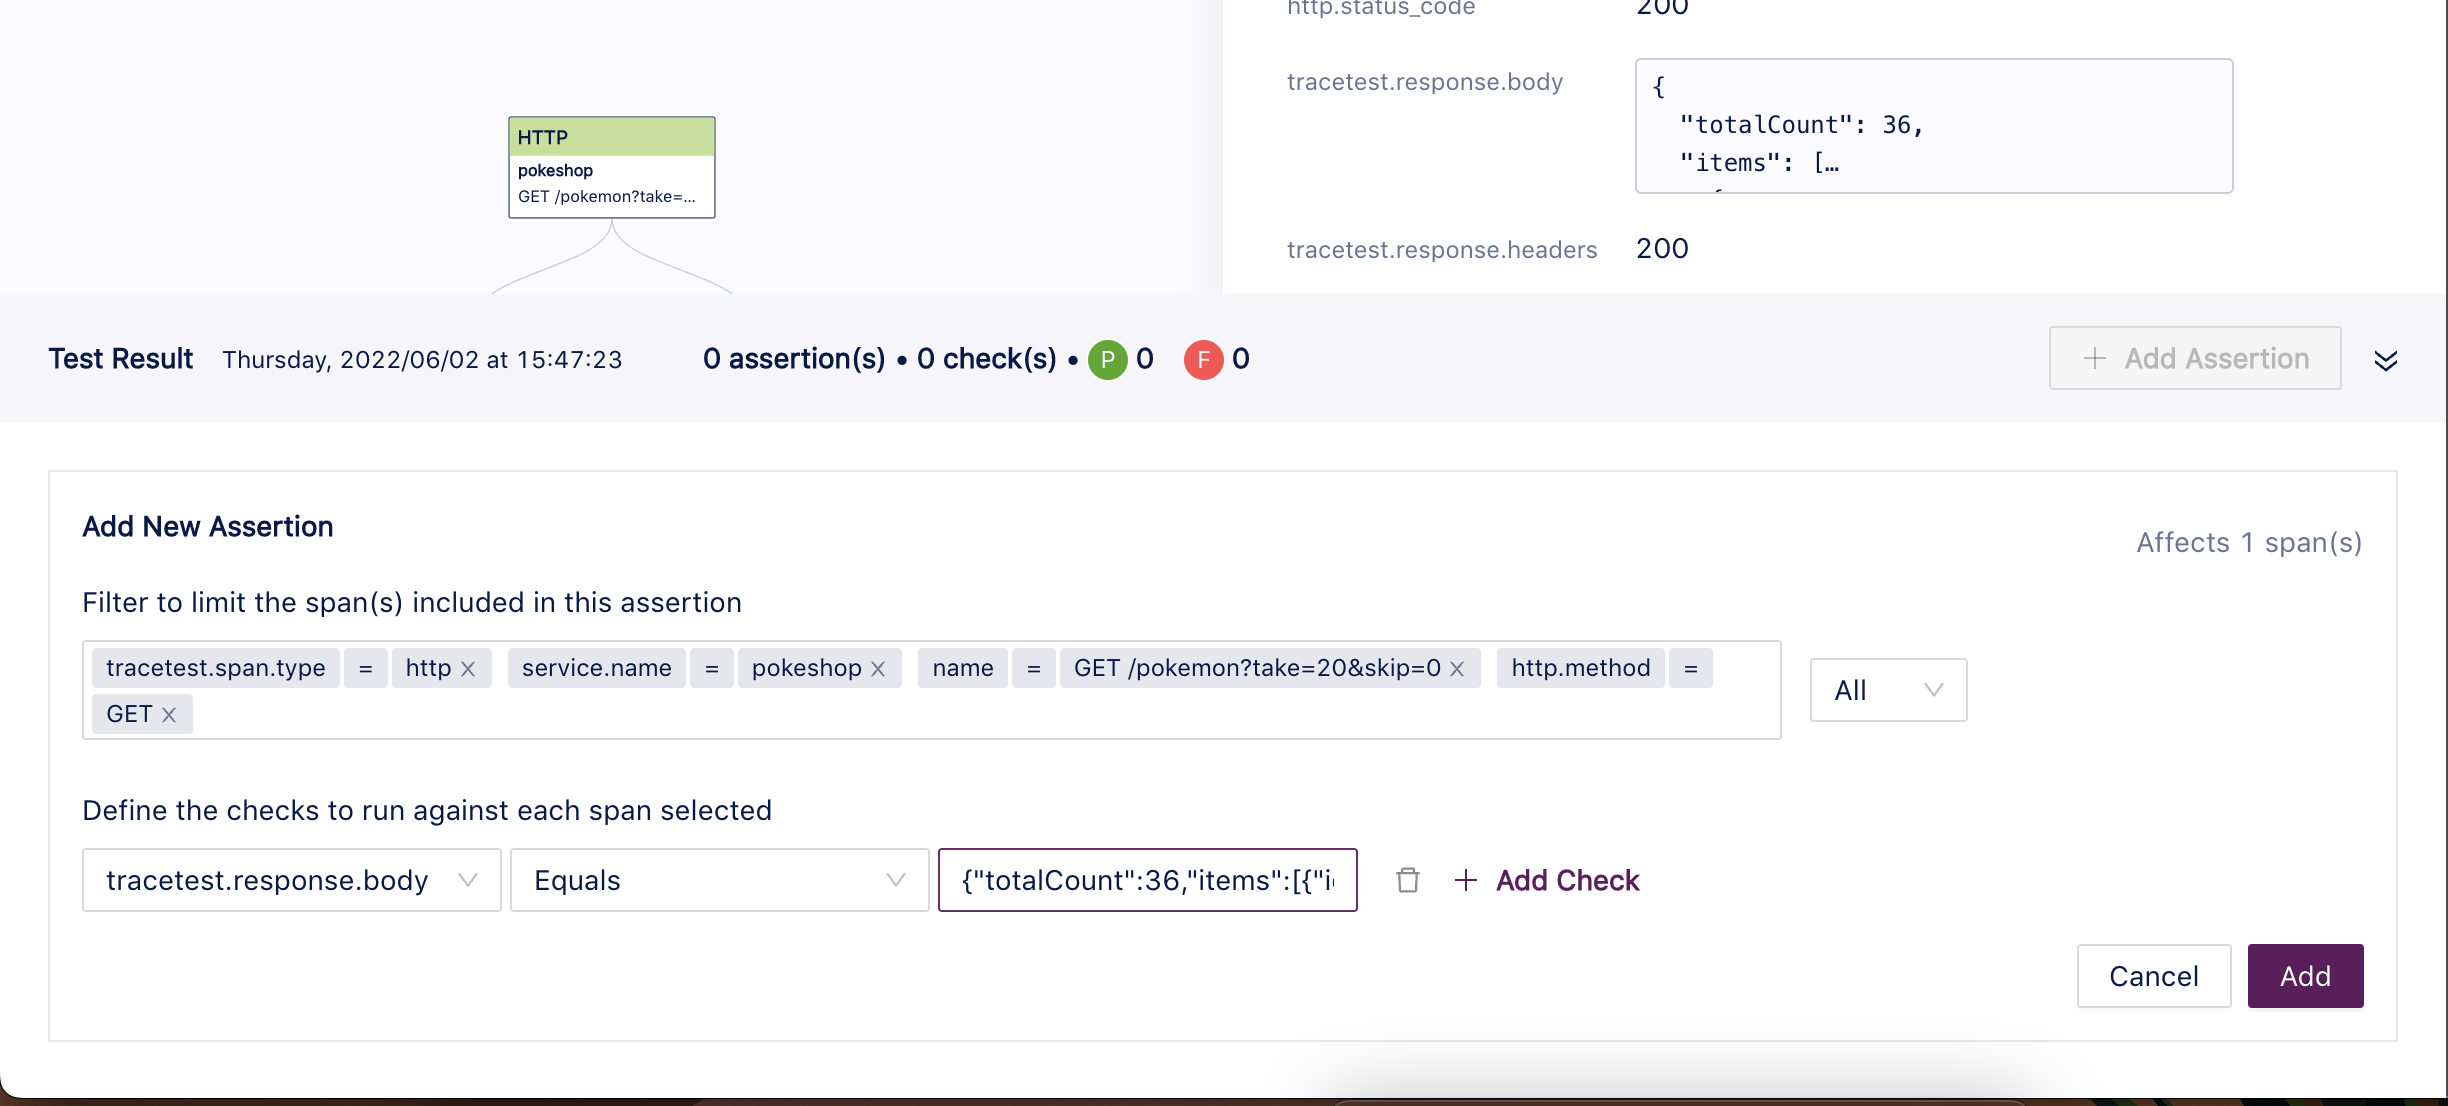 http.status_code 200
HTTP
pokeshop
GET /pokemon?take=...
tracetest.response.body
{
"totalCount": 36,
"items": […
tracetest.response.headers 200
Test Result Thursday, 2022/06/02 at 15:47:23 0 assertion(s) • 0 check(s) • P 0 F 0 + Add Assertion
Add New Assertion
Affects 1 span(s)
Filter to limit the span(s) included in this assertion
tracetest.span.type = http × service.name = pokeshop × name = GET /pokemon?take=20&skip=0 × http.method =
GET ×
All
Define the checks to run against each span selected
tracetest.response.body Equals {"totalCount":36,"items":[{"i + Add Check
Cancel Add